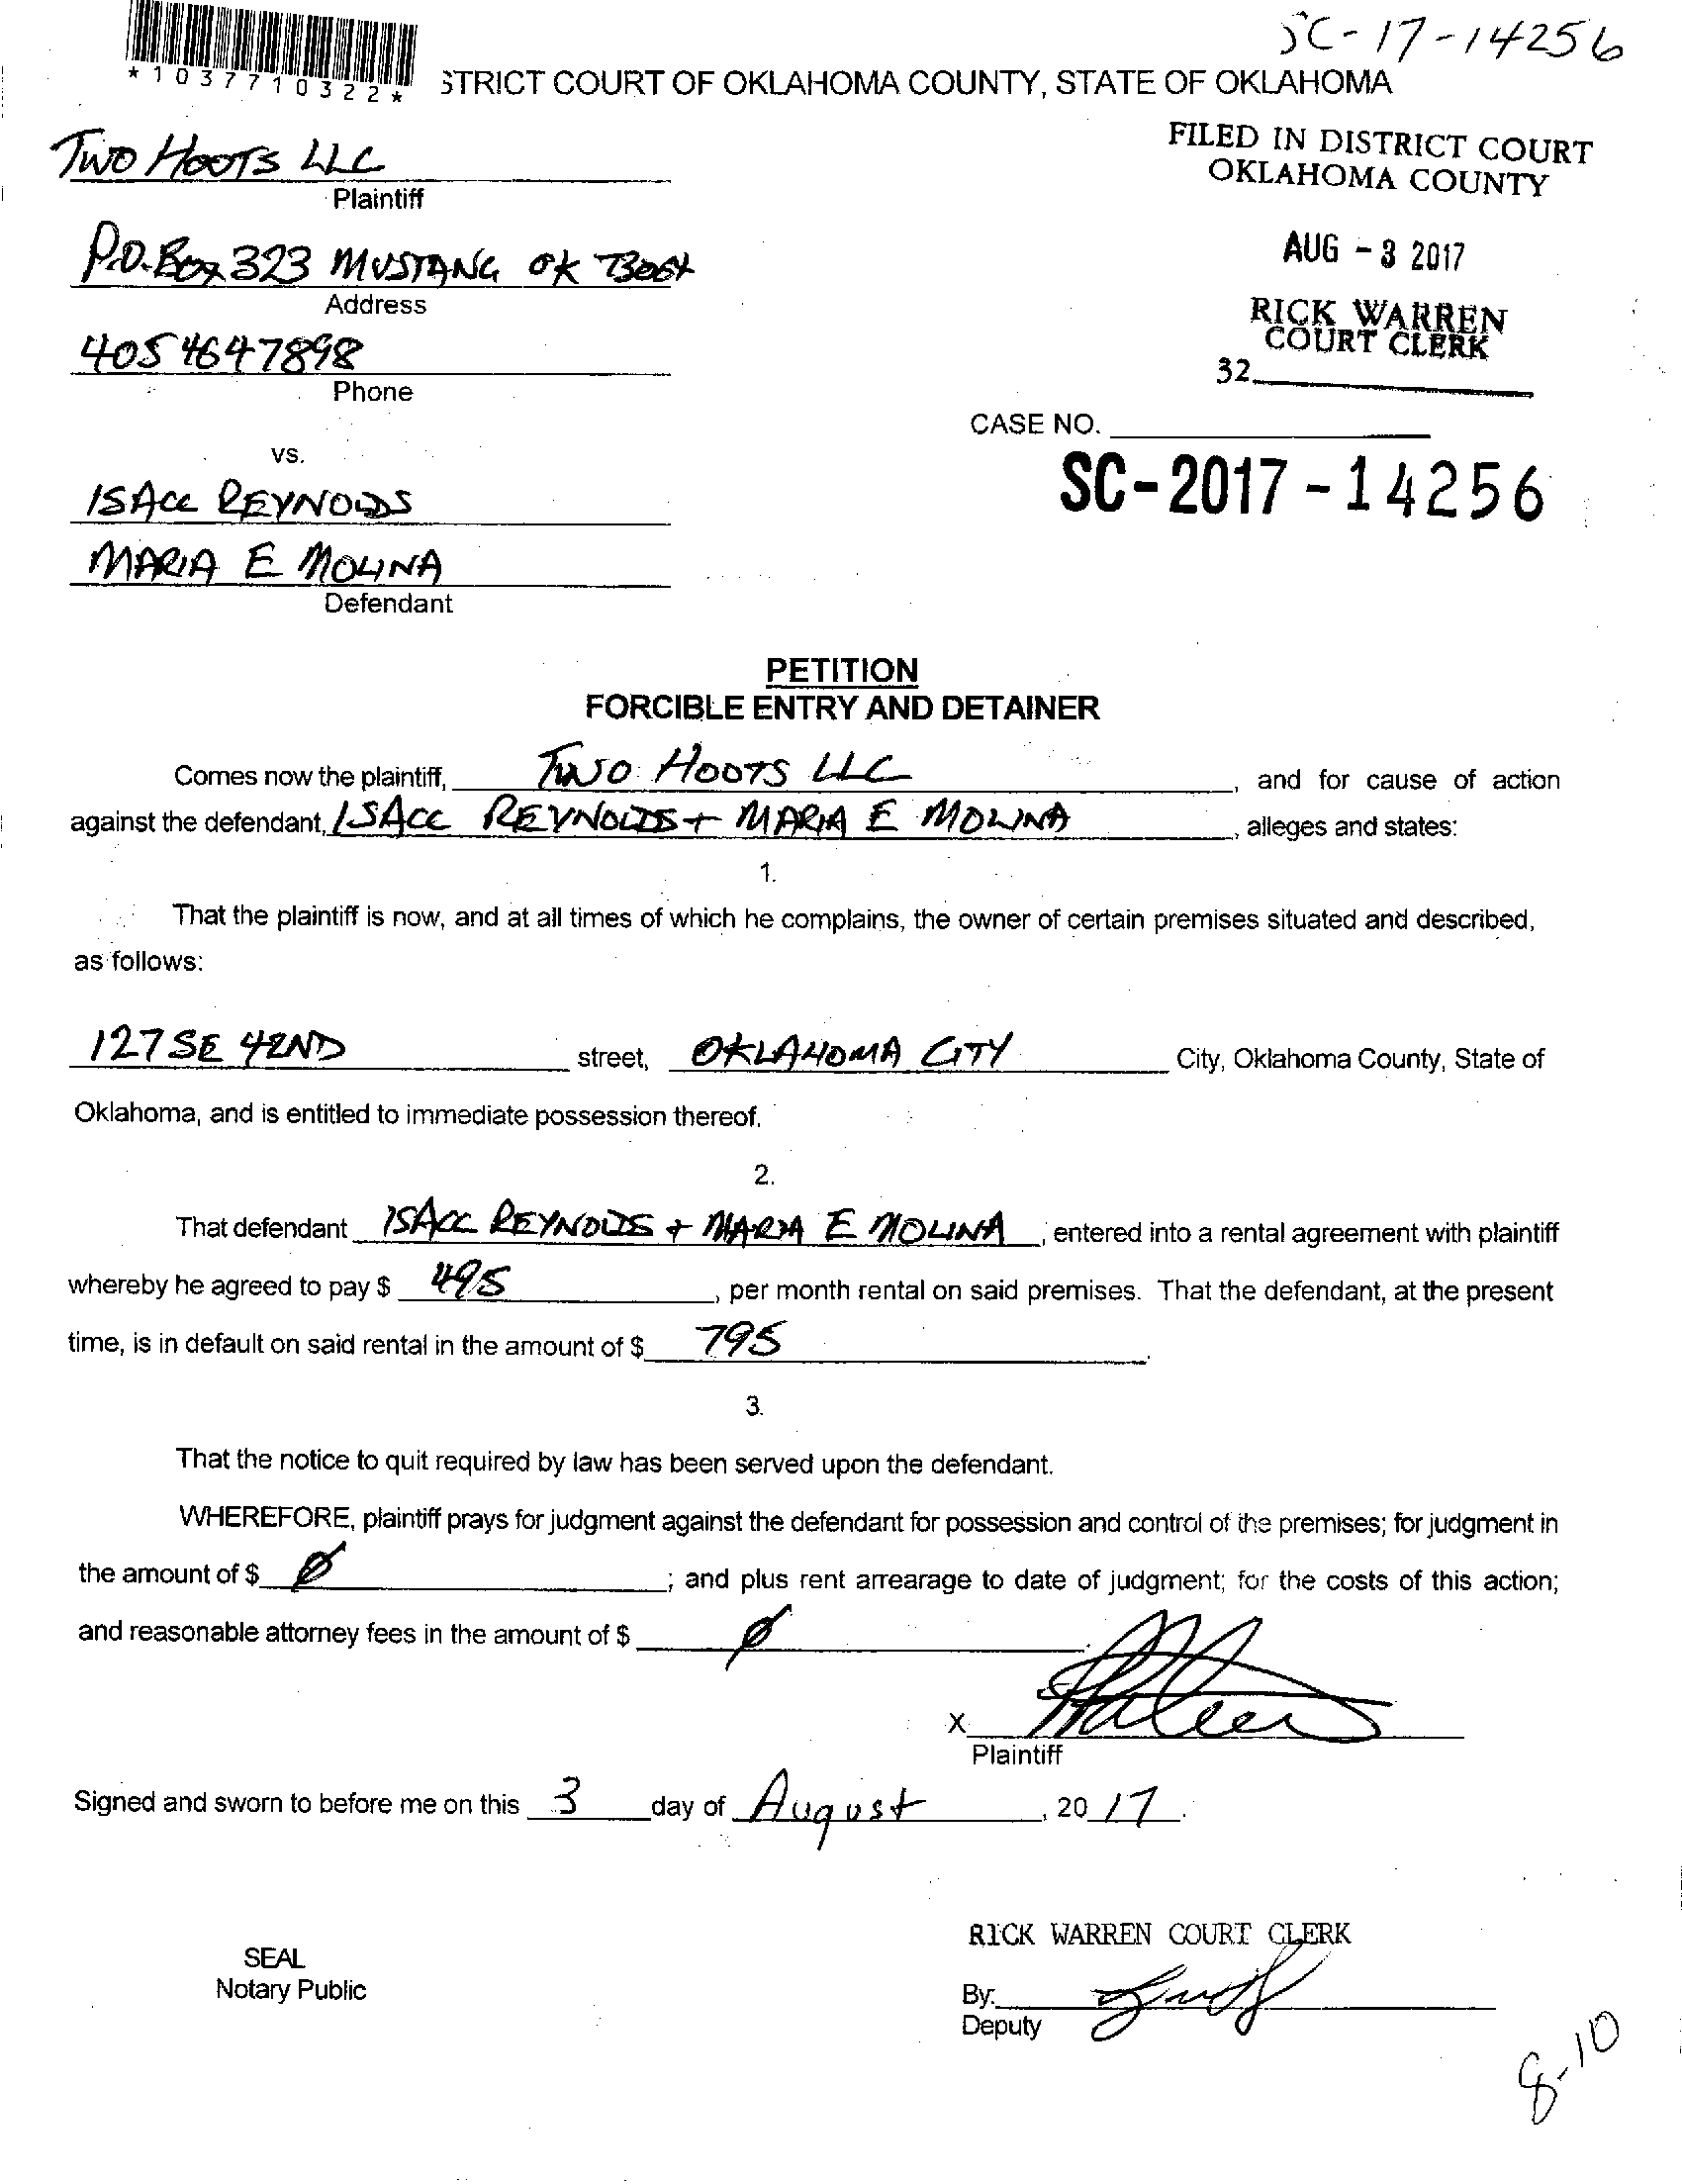 SC-17-14256
*1037710322*
STRICT COURT OF OKLAHOMA COUNTY, STATE OF OKLAHOMA
TWO HOOTS LLC
Plaintiff
FILED IN DISTRICT COURT
OKLAHOMA COUNTY
P.O. Box 323 MUSTANG OK 73064
Address
AUG - 3 2017
RICK WARREN
COURT CLERK
32
405 4647898
Phone
CASE NO.
SC-2017-14256
vs.
ISACC REYNOLDS
MARIA E MOLINA
Defendant
PETITION
FORCIBLE ENTRY AND DETAINER
Comes now the plaintiff, TWO HOOTS LLC, and for cause of action
against the defendant, ISACC REYNOLDS + MARIA E MOLINA, alleges and states:
1.
That the plaintiff is now, and at all times of which he complains, the owner of certain premises situated and described,
as follows:
127 SE 42ND street, OKLAHOMA CITY City, Oklahoma County, State of
Oklahoma, and is entitled to immediate possession thereof.
2.
That defendant ISACC REYNOLDS + MARIA E MOLINA, entered into a rental agreement with plaintiff
whereby he agreed to pay $ 495, per month rental on said premises. That the defendant, at the present
time, is in default on said rental in the amount of $ 795.
3.
That the notice to quit required by law has been served upon the defendant.
WHEREFORE, plaintiff prays for judgment against the defendant for possession and control of the premises; for judgment in
the amount of $ Ø; and plus rent arrearage to date of judgment; for the costs of this action;
and reasonable attorney fees in the amount of $ Ø.
X
Plaintiff
Signed and sworn to before me on this 3 day of August, 2017.
RICK WARREN COURT CLERK
SEAL
Notary Public
By:
Deputy
8-10